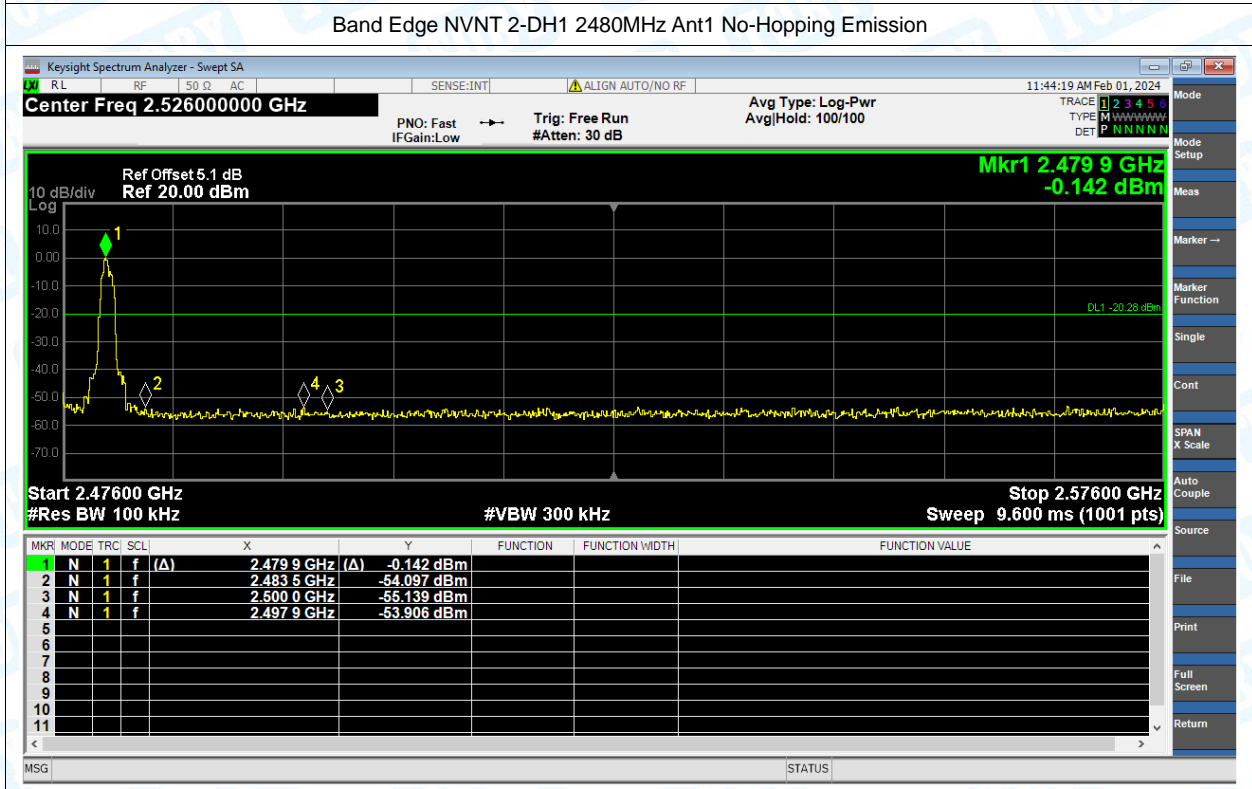 Band Edge NVNT 2-DH1 2480MHz Ant1 No-Hopping Emission
Keysight Spectrum Analyzer - Swept SA
LXI RL RF 50 Ω AC SENSE:INT ALIGN AUTO/NO RF 11:44:19 AM Feb 01, 2024
Center Freq 2.526000000 GHz
PNO: Fast
IFGain:Low
Trig: Free Run
#Atten: 30 dB
Avg Type: Log-Pwr
Avg|Hold: 100/100
TRACE 1 2 3 4 5 6
TYPE M WWWWW
DET P N N N N N
Mkr1 2.479 9 GHz
-0.142 dBm
Ref Offset 5.1 dB
10 dB/div Ref 20.00 dBm
Log
10.0
0.00
-10.0
-20.0
-30.0
-40.0
-50.0
-60.0
-70.0
1
2
4
3
DL1 -20.28 dBm
Start 2.47600 GHz
Stop 2.57600 GHz
#Res BW 100 kHz
#VBW 300 kHz
Sweep 9.600 ms (1001 pts)
MKR MODE TRC SCL X Y FUNCTION FUNCTION WIDTH FUNCTION VALUE
1 N 1 f (Δ) 2.479 9 GHz (Δ) -0.142 dBm
2 N 1 f 2.483 5 GHz -54.097 dBm
3 N 1 f 2.500 0 GHz -55.139 dBm
4 N 1 f 2.497 9 GHz -53.906 dBm
5
6
7
8
9
10
11
MSG
STATUS
Mode
Mode Setup
Meas
Marker →
Marker Function
Single
Cont
SPAN X Scale
Auto Couple
Source
File
Print
Full Screen
Return